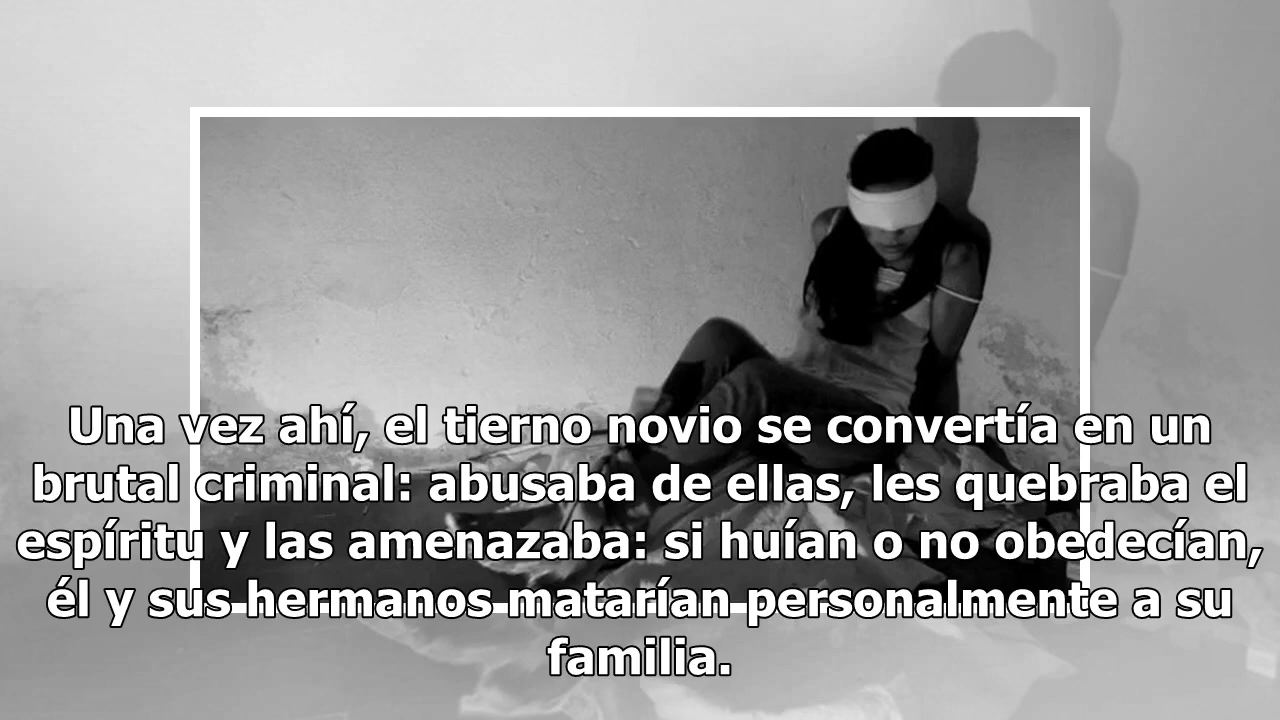 Una vez ahí, el tierno novio se convertía en un
brutal criminal: abusaba de ellas, les quebraba el
espíritu y las amenazaba: si huían o no obedecían,
él y sus hermanos matarían personalmente a su
familia.